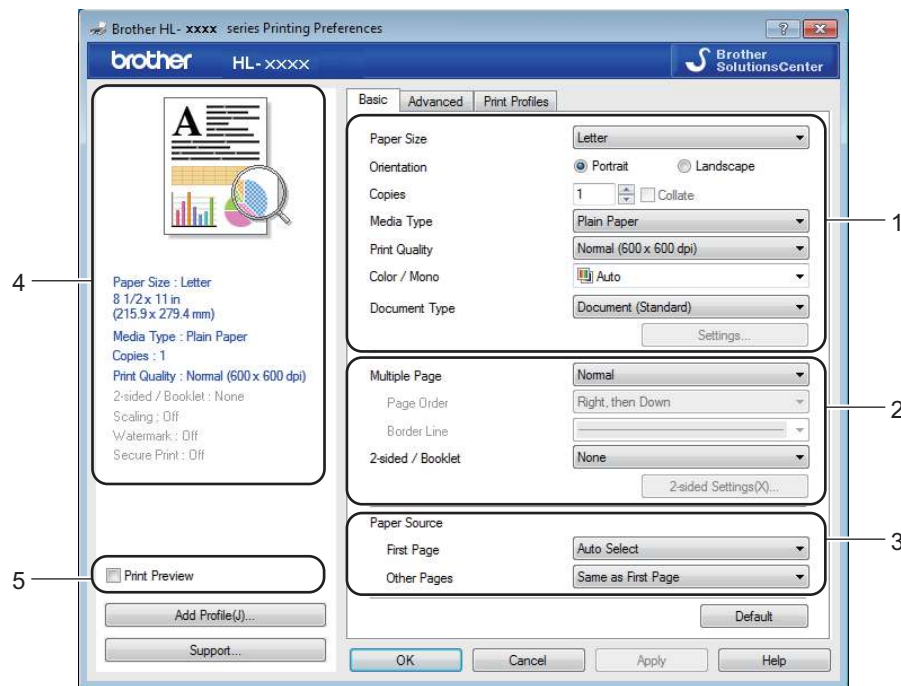 Brother HL- xxxx series Printing Preferences
brother HL-xxxx
Brother
SolutionsCenter
Basic Advanced Print Profiles
A
Paper Size Letter
Orientation Portrait Landscape
Copies 1 Collate
Media Type Plain Paper
1
Print Quality Normal (600 x 600 dpi)
Color / Mono Auto
Document Type Document (Standard)
Settings...
4
Paper Size : Letter
8 1/2 x 11 in
(215.9 x 279.4 mm)
Media Type : Plain Paper
Copies : 1
Print Quality : Normal (600 x 600 dpi)
2-sided / Booklet : None
Scaling : Off
Watermark : Off
Secure Print : Off
Multiple Page Normal
Page Order Right, then Down
2
Border Line
2-sided / Booklet None
2-sided Settings(X)...
Paper Source
First Page Auto Select
3
Other Pages Same as First Page
5
Print Preview
Add Profile(J)...
Support...
Default
OK Cancel Apply Help